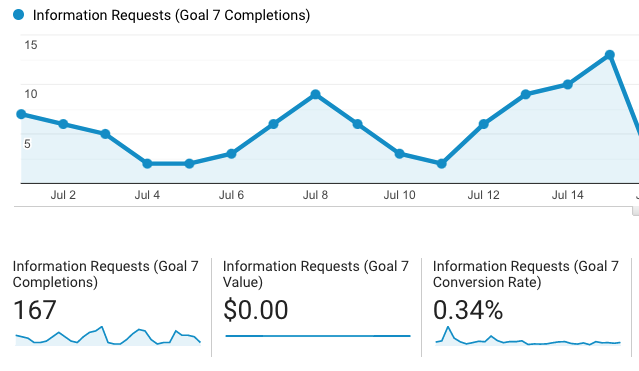 Information Requests (Goal 7 Completions)
15
10
5
Jul 2 Jul 4 Jul 6 Jul 8 Jul 10 Jul 12 Jul 14
Information Requests (Goal 7
Completions)
167
Information Requests (Goal 7
Value)
$0.00
Information Requests (Goal 7
Conversion Rate)
0.34%